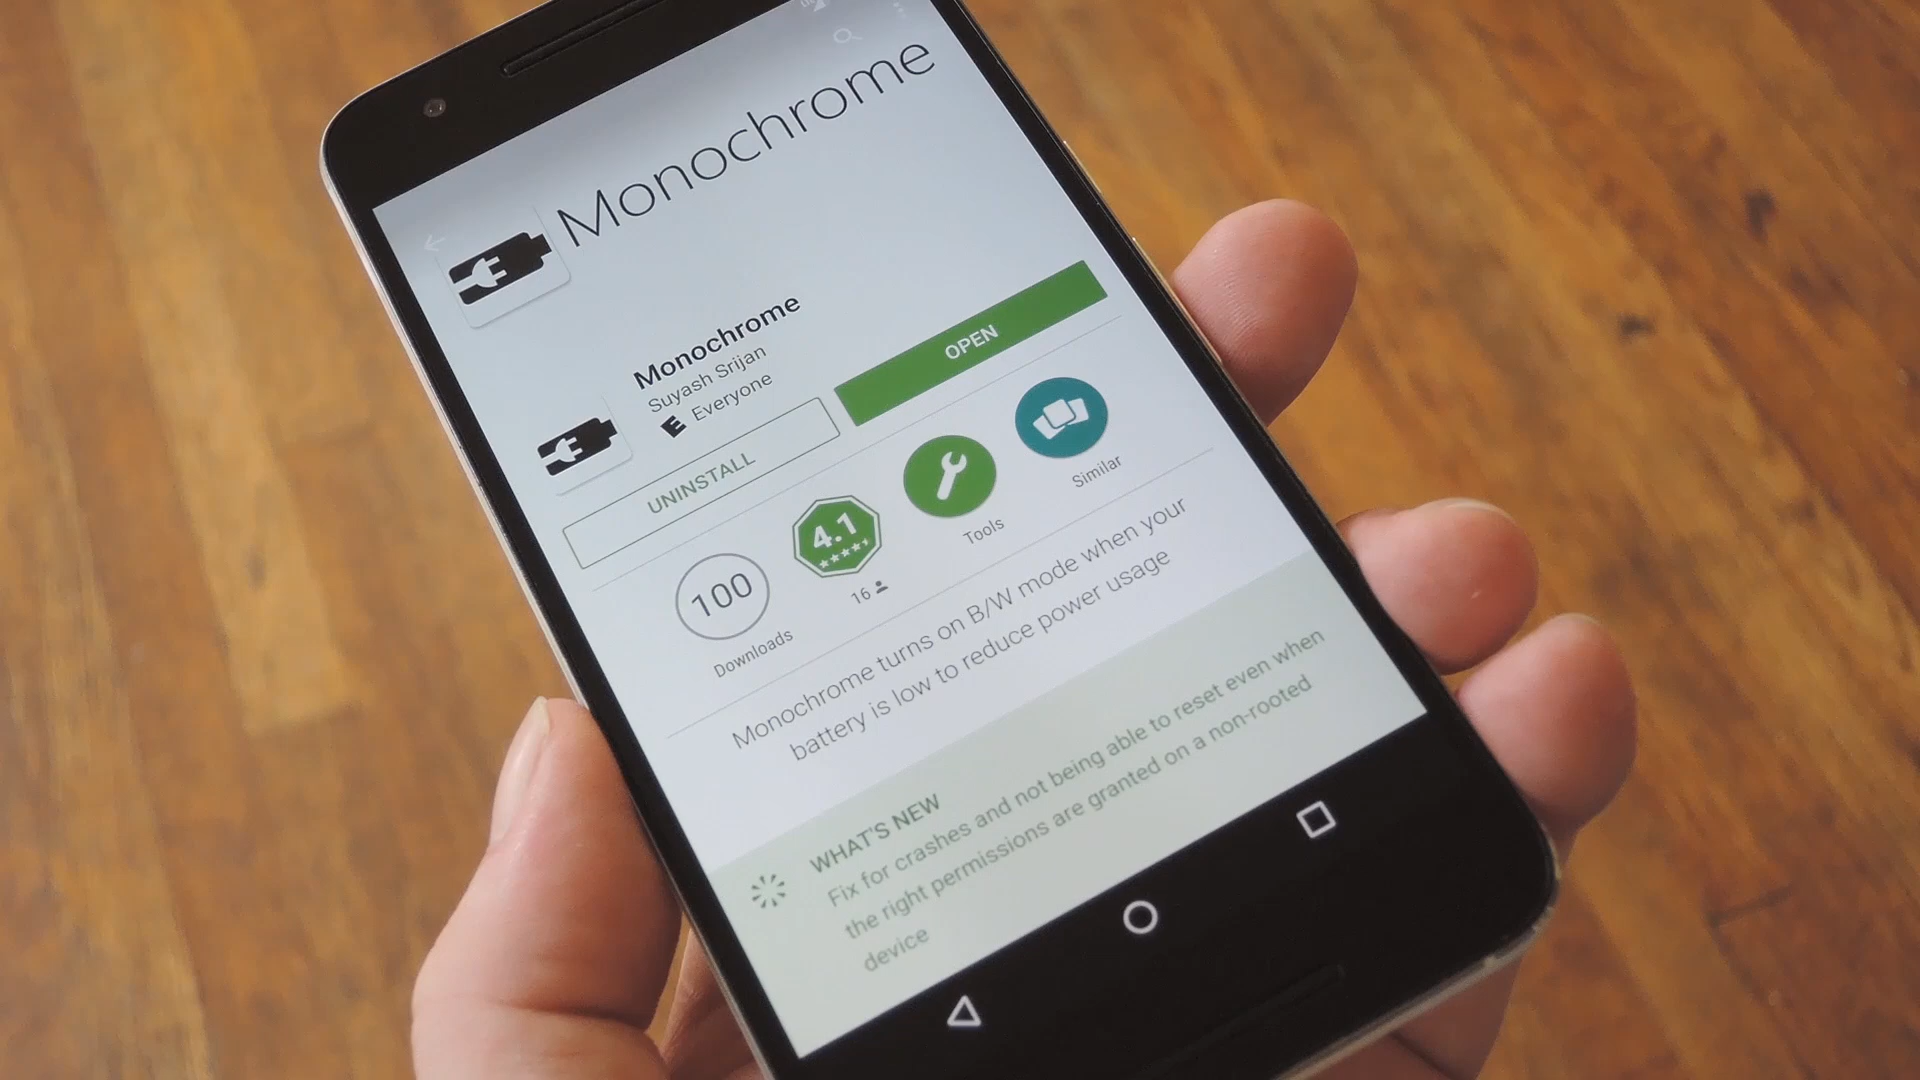 Monochrome
Monochrome
Suyash Srijan
E Everyone
UNINSTALL
OPEN
100
Downloads
4.1
16
Tools
Similar
Monochrome turns on B/W mode when your
battery is low to reduce power usage
WHAT'S NEW
Fix for crashes and not being able to reset even when
the right permissions are granted on a non-rooted
device